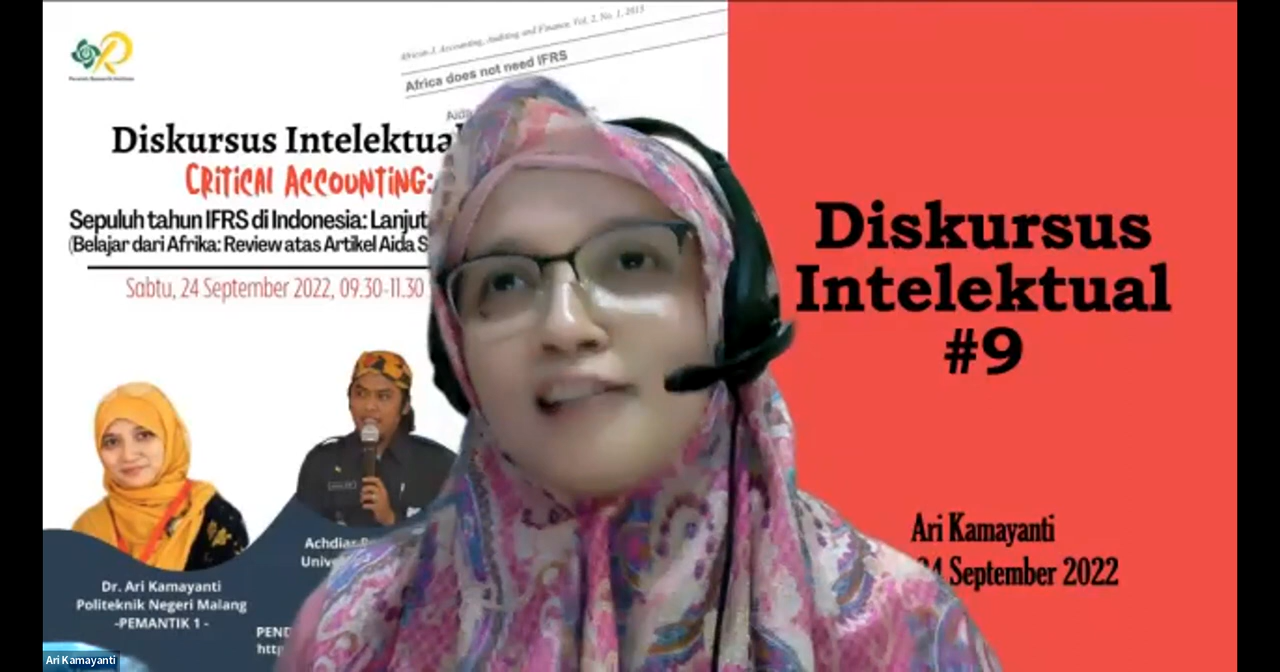 African J. Accounting, Auditing and Finance, Vol. 2, No. 1, 2013
Africa does not need IFRS
Aida
Diskursus Intelektual
CRITICAL ACCOUNTING:
Sepuluh tahun IFRS di Indonesia: Lanjut
(Belajar dari Afrika: Review atas Artikel Aida S
Sabtu, 24 September 2022, 09.30-11.30
Dr. Ari Kamayanti
Politeknik Negeri Malang
-PEMANTIK 1 -
Achdiar
Unive
PEND
http
Diskursus
Intelektual
#9
Ari Kamayanti
24 September 2022
Ari Kamayanti